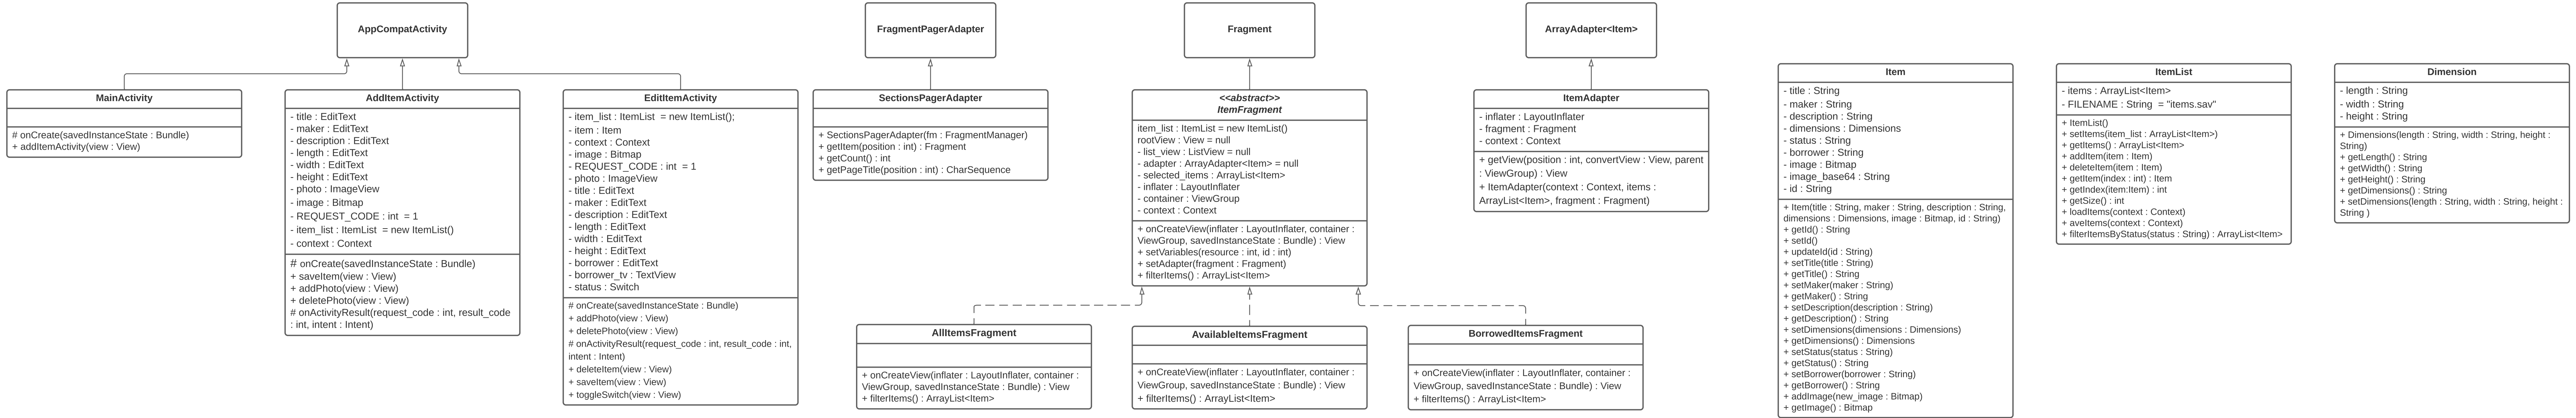 AppCompatActivity
FragmentPagerAdapter
Fragment
ArrayAdapter<Item>
MainActivity
# onCreate(savedInstanceState : Bundle)
+ addItemActivity(view : View)
AddItemActivity
- title : EditText
- maker : EditText
- description : EditText
- length : EditText
- width : EditText
- height : EditText
- photo : ImageView
- image : Bitmap
- REQUEST_CODE : int  = 1
- item_list : ItemList  = new ItemList()
- context : Context
# onCreate(savedInstanceState : Bundle)
+ saveItem(view : View)
+ addPhoto(view : View)
+ deletePhoto(view : View)
# onActivityResult(request_code : int, result_code
: int, intent : Intent)
EditItemActivity
- item_list : ItemList  = new ItemList();
- item : Item
- context : Context
- image : Bitmap
- REQUEST_CODE : int  = 1
- photo : ImageView
- title : EditText
- maker : EditText
- description : EditText
- length : EditText
- width : EditText
- height : EditText
- borrower : EditText
- borrower_tv : TextView
- status : Switch
# onCreate(savedInstanceState : Bundle)
+ addPhoto(view : View)
+ deletePhoto(view : View)
# onActivityResult(request_code : int, result_code : int,
intent : Intent)
+ deleteItem(view : View)
+ saveItem(view : View)
+ toggleSwitch(view : View)
SectionsPagerAdapter
+ SectionsPagerAdapter(fm : FragmentManager)
+ getItem(position : int) : Fragment
+ getCount() : int
+ getPageTitle(position : int) : CharSequence
<<abstract>>
ItemFragment
item_list : ItemList = new ItemList()
rootView : View = null
- list_view : ListView = null
- adapter : ArrayAdapter<Item> = null
- selected_items : ArrayList<Item>
- inflater : LayoutInflater
- container : ViewGroup
- context : Context
+ onCreateView(inflater : LayoutInflater, container :
ViewGroup, savedInstanceState : Bundle) : View
+ setVariables(resource : int, id : int)
+ setAdapter(fragment : Fragment)
+ filterItems() : ArrayList<Item>
AllItemsFragment
+ onCreateView(inflater : LayoutInflater, container :
ViewGroup, savedInstanceState : Bundle) : View
+ filterItems() : ArrayList<Item>
AvailableItemsFragment
+ onCreateView(inflater : LayoutInflater, container :
ViewGroup, savedInstanceState : Bundle) : View
+ filterItems() : ArrayList<Item>
BorrowedItemsFragment
+ onCreateView(inflater : LayoutInflater, container :
ViewGroup, savedInstanceState : Bundle) : View
+ filterItems() : ArrayList<Item>
ItemAdapter
- inflater : LayoutInflater
- fragment : Fragment
- context : Context
+ getView(position : int, convertView : View, parent
: ViewGroup) : View
+ ItemAdapter(context : Context, items :
ArrayList<Item>, fragment : Fragment)
Item
- title : String
- maker : String
- description : String
- dimensions : Dimensions
- status : String
- borrower : String
- image : Bitmap
- image_base64 : String
- id : String
+ Item(title : String, maker : String, description : String,
dimensions : Dimensions, image : Bitmap, id : String)
+ getId() : String
+ setId()
+ updateId(id : String)
+ setTitle(title : String)
+ getTitle() : String
+ setMaker(maker : String)
+ getMaker() : String
+ setDescription(description : String)
+ getDescription() : String
+ setDimensions(dimensions : Dimensions)
+ getDimensions() : Dimensions
+ setStatus(status : String)
+ getStatus() : String
+ setBorrower(borrower : String)
+ getBorrower() : String
+ addImage(new_image : Bitmap)
+ getImage() : Bitmap
ItemList
- items : ArrayList<Item>
- FILENAME : String  = "items.sav"
+ ItemList()
+ setItems(item_list : ArrayList<Item>)
+ getItems() : ArrayList<Item>
+ addItem(item : Item)
+ deleteItem(item : Item)
+ getItem(index : int) : Item
+ getIndex(item:Item) : int
+ getSize() : int
+ loadItems(context : Context)
+ aveItems(context : Context)
+ filterItemsByStatus(status : String) : ArrayList<Item>
Dimension
- length : String
- width : String
- height : String
+ Dimensions(length : String, width : String, height :
String)
+ getLength() : String
+ getWidth() : String
+ getHeight() : String
+ getDimensions() : String
+ setDimensions(length : String, width : String, height :
String )